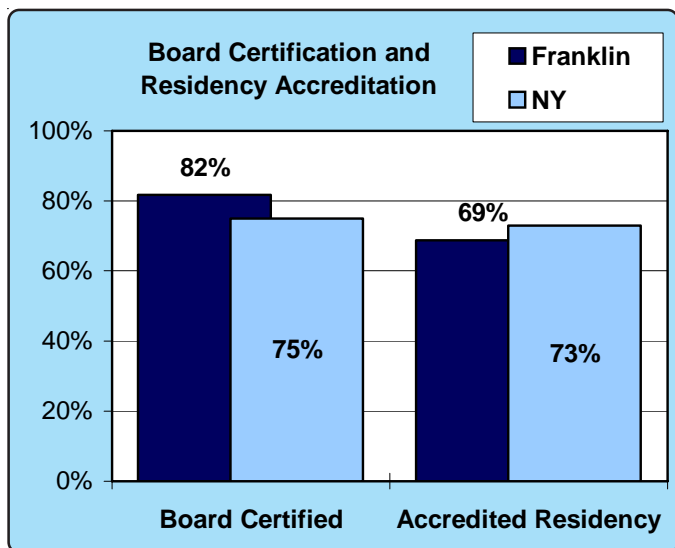 Board Certification and
Residency Accreditation
Franklin
NY
100%
80%
60%
40%
20%
0%
82%
75%
69%
73%
Board Certified
Accredited Residency